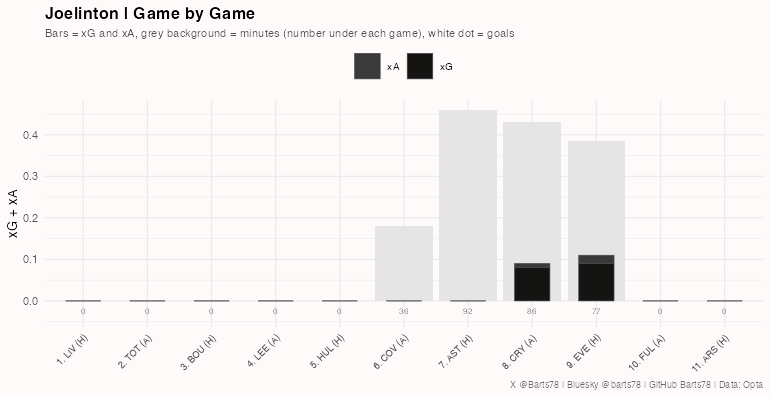 Joelinton | Game by Game
Bars = xG and xA, grey background = minutes (number under each game), white dot = goals
xA xG
xG + xA
0.4
0.3
0.2
0.1
0.0
0 0 0 0 0 36 92 86 77 0 0
1. LIV (H) 2. TOT (A) 3. BOU (H) 4. LEE (A) 5. HUL (H) 6. COV (A) 7. AST (H) 8. CRY (A) 9. EVE (H) 10. FUL (A) 11. ARS (H)
X @Barts78 | Bluesky @barts78 | GitHub Barts78 | Data: Opta